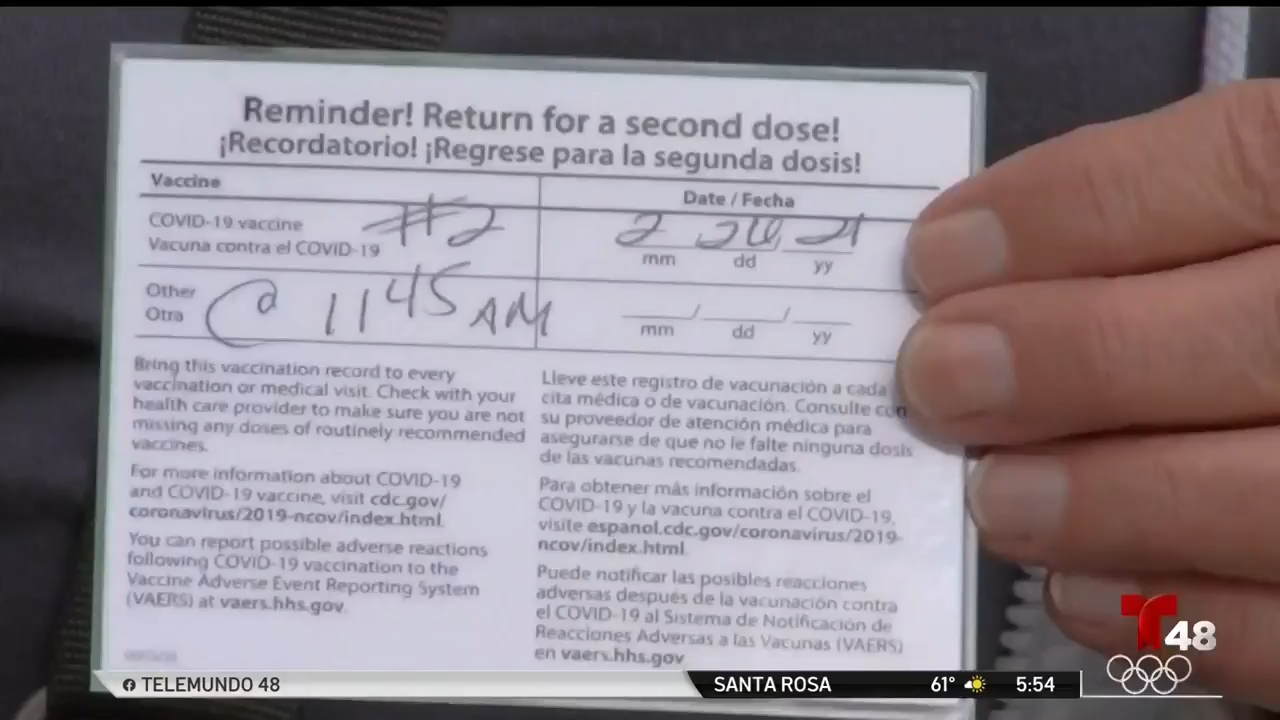 Reminder! Return for a second dose!
¡Recordatorio! ¡Regrese para la segunda dosis!
Vaccine
Date / Fecha
COVID-19 vaccine
Vacuna contra el COVID-19
#2
2 26 21
mm dd yy
Other
Otra
@ 11 45 AM
mm dd yy
Bring this vaccination record to every
vaccination or medical visit. Check with your
health care provider to make sure you are not
missing any doses of routinely recommended
vaccines.
For more information about COVID-19
and COVID-19 vaccine, visit cdc.gov/
coronavirus/2019-ncov/index.html.
You can report possible adverse reactions
following COVID-19 vaccination to the
Vaccine Adverse Event Reporting System
(VAERS) at vaers.hhs.gov.
Lleve este registro de vacunación a cada
cita médica o de vacunación. Consulte con
su proveedor de atención médica para
asegurarse de que no le falte ninguna dosis
de las vacunas recomendadas.
Para obtener más información sobre el
COVID-19 y la vacuna contra el COVID-19,
visite espanol.cdc.gov/coronavirus/2019-
ncov/index.html.
Puede notificar las posibles reacciones
adversas después de la vacunación contra
el COVID-19 al Sistema de Notificación de
Reacciones Adversas a las Vacunas (VAERS)
en vaers.hhs.gov
T 48
TELEMUNDO 48
SANTA ROSA 61° 5:54